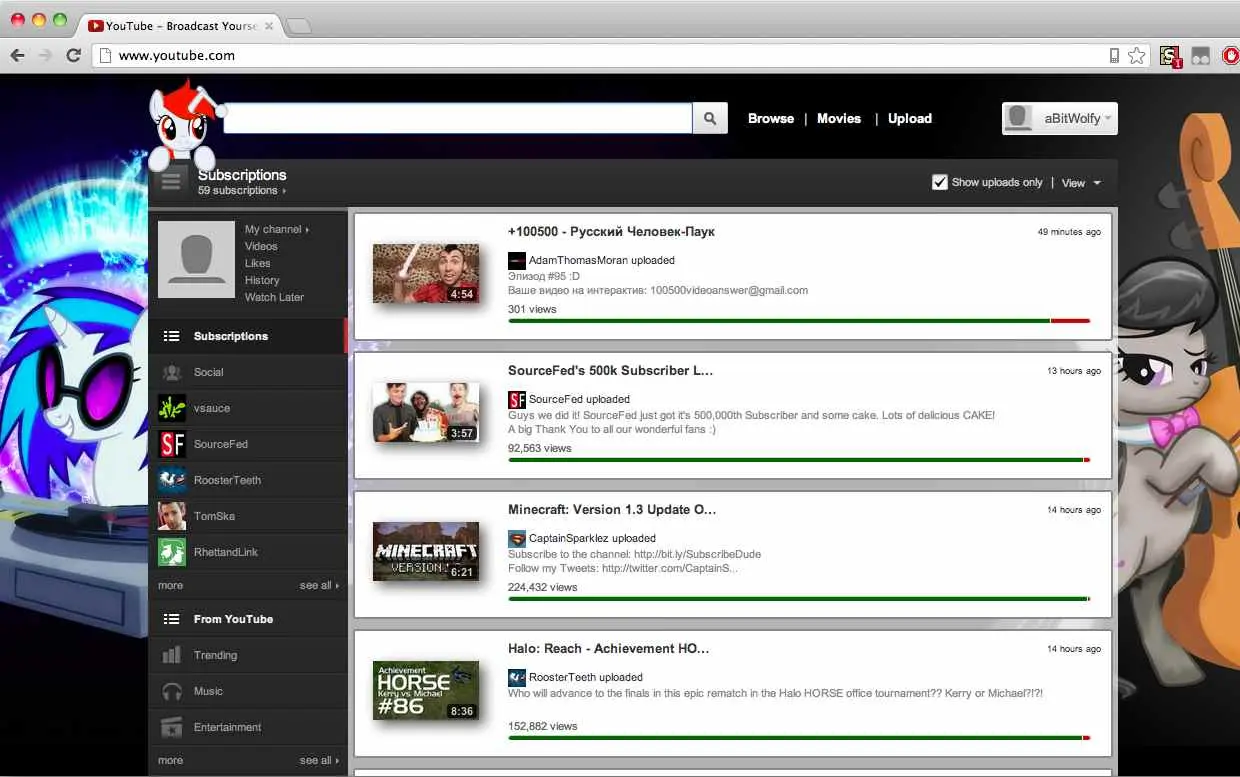 YouTube - Broadcast Yourse
www.youtube.com
1
Browse | Movies | Upload
aBitWolfy
Subscriptions
59 subscriptions
Show uploads only | View
My channel
Videos
Likes
History
Watch Later
Subscriptions
Social
vsauce
SF SourceFed
RoosterTeeth
TomSka
RhettandLink
more see all
From YouTube
Trending
Music
Entertainment
more see all
+100500 - Русский Человек-Паук
49 minutes ago
AdamThomasMoran uploaded
Эпизод #95 :D
Ваше видео на интерактив: 100500videoanswer@gmail.com
301 views
4:54
SourceFed's 500k Subscriber L...
13 hours ago
SF SourceFed uploaded
Guys we did it! SourceFed just got it's 500,000th Subscriber and some cake. Lots of delicious CAKE!
A big Thank You to all our wonderful fans :)
92,563 views
3:57
Minecraft: Version 1.3 Update O...
14 hours ago
CaptainSparklez uploaded
Subscribe to the channel: http://bit.ly/SubscribeDude
Follow my Tweets: http://twitter.com/CaptainS...
224,432 views
MINECRAFT
VERSION
6:21
Halo: Reach - Achievement HO...
14 hours ago
RoosterTeeth uploaded
Who will advance to the finals in this epic rematch in the Halo HORSE office tournament?? Kerry or Michael?!?!
152,882 views
Achievement
HORSE
Kerry vs. Michael
#86
8:36